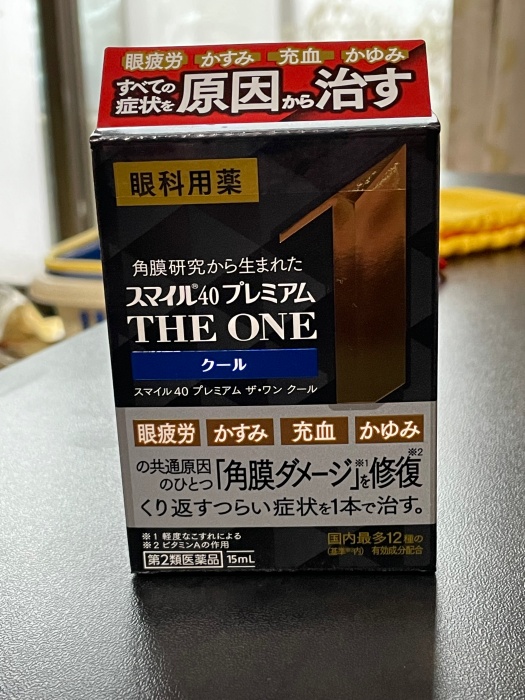 眼疲労 かすみ 充血 かゆみ
すべての症状を原因から治す
眼科用薬
1
角膜研究から生まれた
スマイル®40 プレミアム
THE ONE
クール
スマイル40 プレミアム ザ・ワン クール
眼疲労 かすみ 充血 かゆみ
の共通原因のひとつ「角膜ダメージ」※1を修復※2
くり返すつらい症状を1本で治す。
※1 軽度なこすれによる
※2 ビタミンAの作用
国内最多12種の
(基準内) 有効成分配合
第2類医薬品 15mL